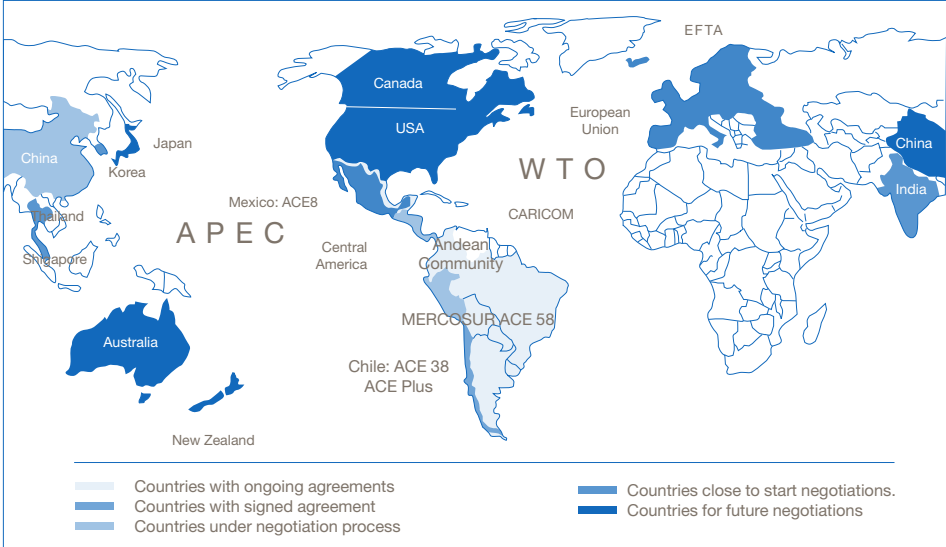 EFTA
Canada
European
Union
USA
Japan
China
China
Korea
WTO
India
Mexico: ACE8
CARICOM
Thailand
APEC
Central
America
Andean
Community
Singapore
MERCOSUR ACE 58
Australia
Chile: ACE 38
ACE Plus
New Zealand
Countries with ongoing agreements
Countries with signed agreement
Countries under negotiation process
Countries close to start negotiations.
Countries for future negotiations